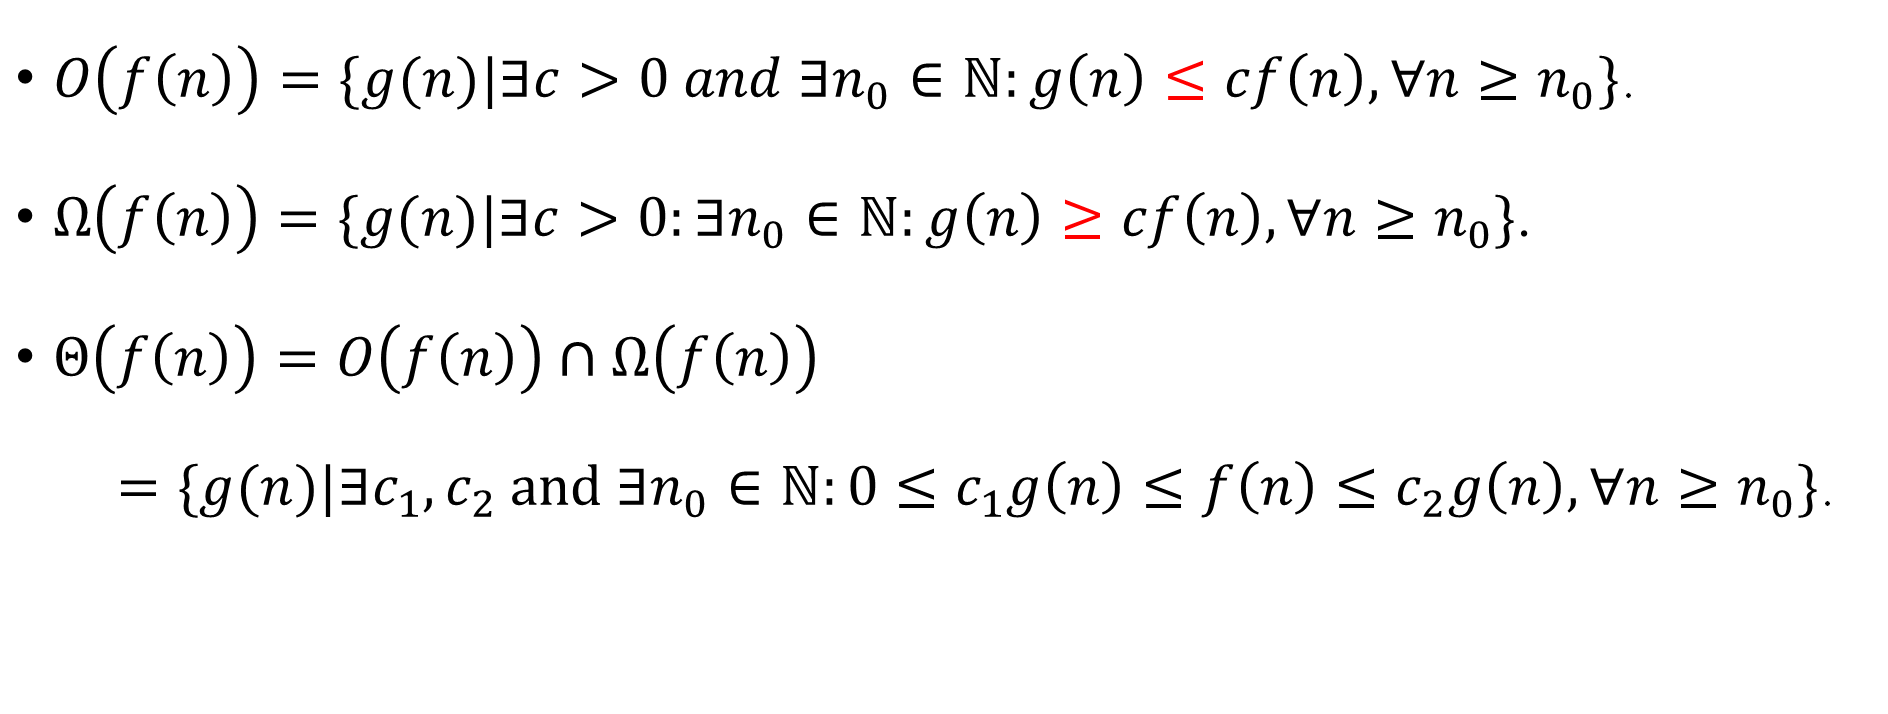 • O(f(n)) = {g(n)|∃c > 0 and ∃n₀ ∈ ℕ: g(n) ≤ cf(n), ∀n ≥ n₀}.
• Ω(f(n)) = {g(n)|∃c > 0: ∃n₀ ∈ ℕ: g(n) ≥ cf(n), ∀n ≥ n₀}.
• Θ(f(n)) = O(f(n)) ∩ Ω(f(n))
= {g(n)|∃c₁, c₂ and ∃n₀ ∈ ℕ: 0 ≤ c₁g(n) ≤ f(n) ≤ c₂g(n), ∀n ≥ n₀}.